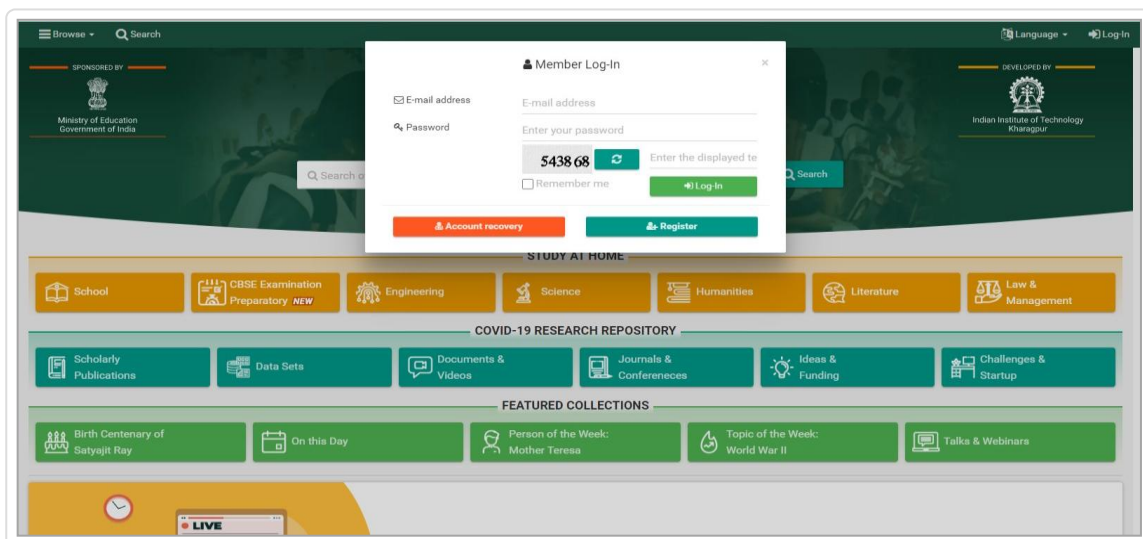 Browse
Search
Language
Log-In
SPONSORED BY
Ministry of Education
Government of India
DEVELOPED BY
Indian Institute of Technology
Kharagpur
Member Log-In
×
E-mail address
E-mail address
Password
Enter your password
543868
Enter the displayed te
Remember me
Log-In
Account recovery
Register
Search o
Search
STUDY AT HOME
School
CBSE Examination
Preparatory NEW
Engineering
Science
Humanities
Literature
Law &
Management
COVID-19 RESEARCH REPOSITORY
Scholarly
Publications
Data Sets
Documents &
Videos
Journals &
Confereneces
Ideas &
Funding
Challenges &
Startup
FEATURED COLLECTIONS
Birth Centenary of
Satyajit Ray
On this Day
Person of the Week:
Mother Teresa
Topic of the Week:
World War II
Talks & Webinars
LIVE